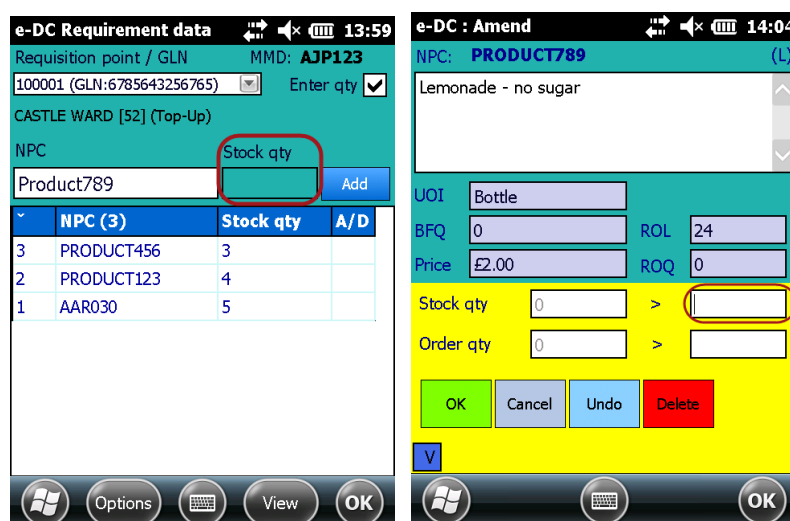 e-DC Requirement data 13:59
Requisition point / GLN MMD: AJP123
100001 (GLN:6785643256765) Enter qty
CASTLE WARD [52] (Top-Up)
NPC Stock qty
Product789 Add
NPC (3) Stock qty A/D
3 PRODUCT456 3
2 PRODUCT123 4
1 AAR030 5
Options View OK
e-DC : Amend 14:04
NPC: PRODUCT789 (L)
Lemonade - no sugar
UOI Bottle
BFQ 0 ROL 24
Price £2.00 ROQ 0
Stock qty 0 >
Order qty 0 >
OK Cancel Undo Delete
V
OK